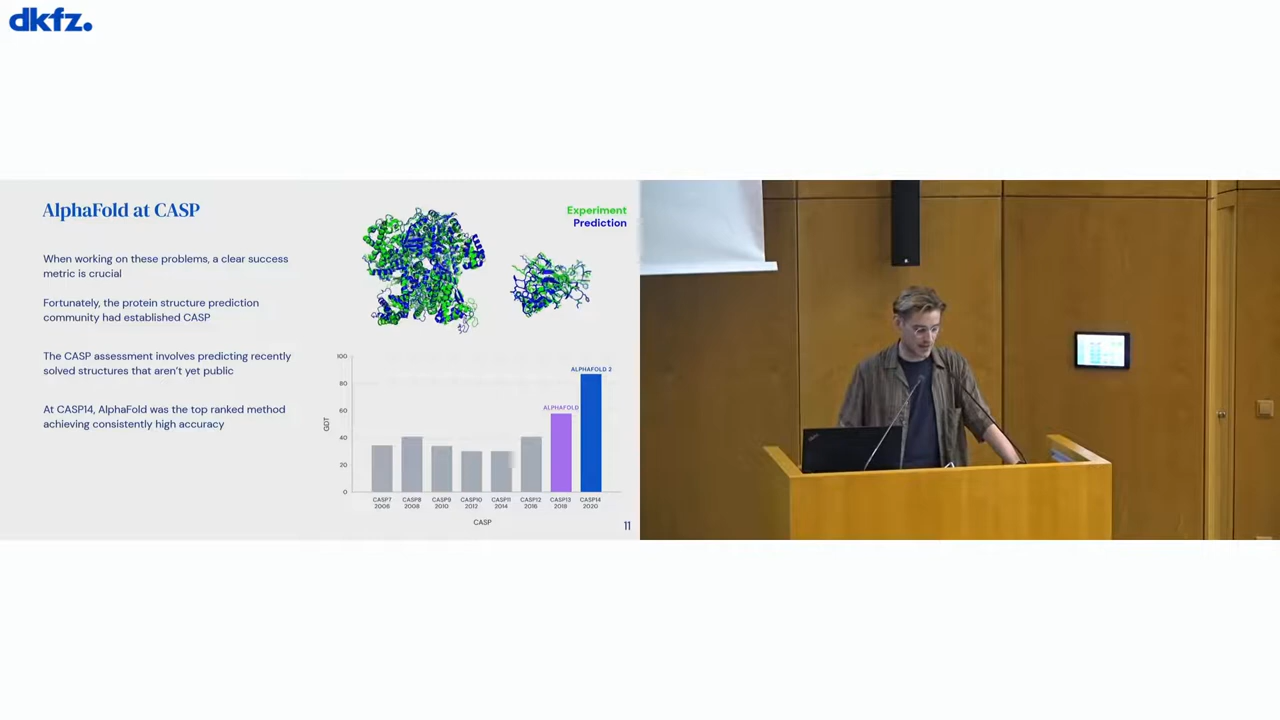 dkfz.
AlphaFold at CASP
When working on these problems, a clear success
metric is crucial
Fortunately, the protein structure prediction
community had established CASP
The CASP assessment involves predicting recently
solved structures that aren't yet public
At CASP14, AlphaFold was the top ranked method
achieving consistently high accuracy
Experiment
Prediction
100
80
60
40
20
0
GDT
ALPHAFOLD
ALPHAFOLD 2
CASP7 CASP8 CASP9 CASP10 CASP11 CASP12 CASP13 CASP14
2006 2008 2010 2012 2014 2016 2018 2020
CASP
11